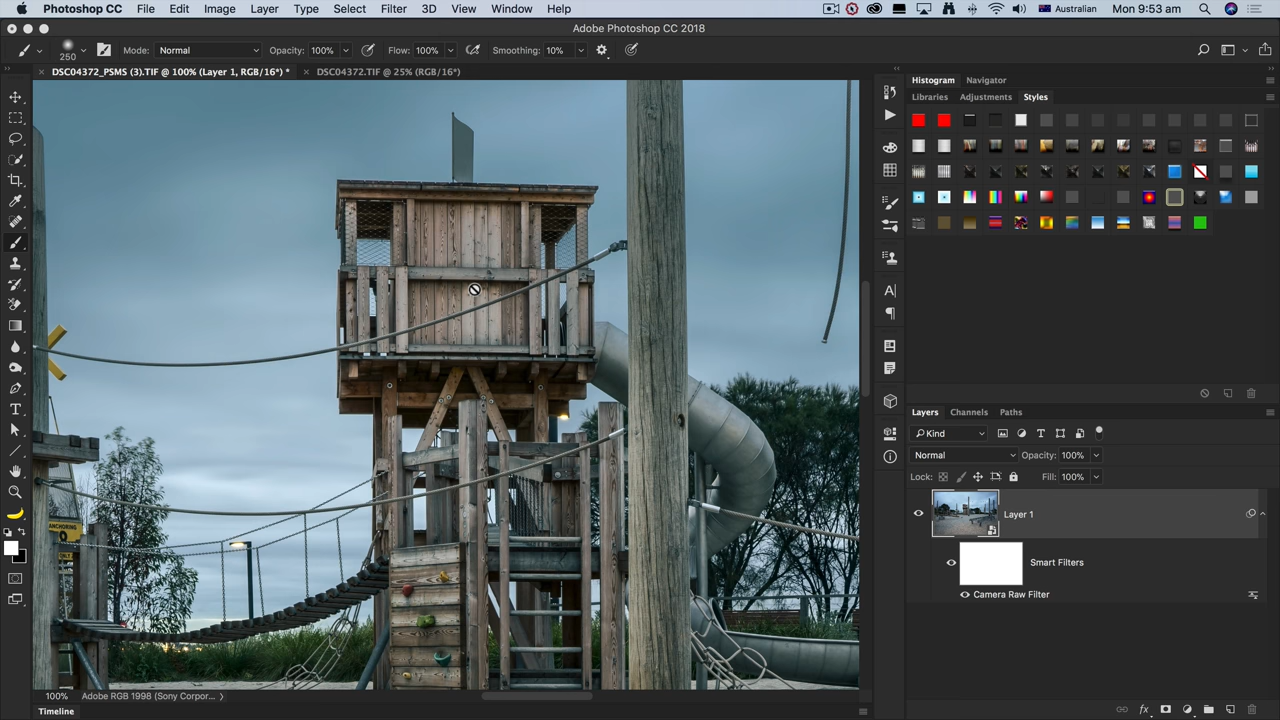 Photoshop CC File Edit Image Layer Type Select Filter 3D View Window Help Australian Mon 9:53 am
Adobe Photoshop CC 2018
250 Mode: Normal Opacity: 100% Flow: 100% Smoothing: 10%
DSC04372_PSMS (3).TIF @ 100% (Layer 1, RGB/16*) * DSC04372.TIF @ 25% (RGB/16*)
Histogram Navigator
Libraries Adjustments Styles
Layers Channels Paths
Kind
Normal Opacity: 100%
Lock: Fill: 100%
Layer 1
Smart Filters
Camera Raw Filter
ANCHORING
100% Adobe RGB 1998 (Sony Corpor...
Timeline